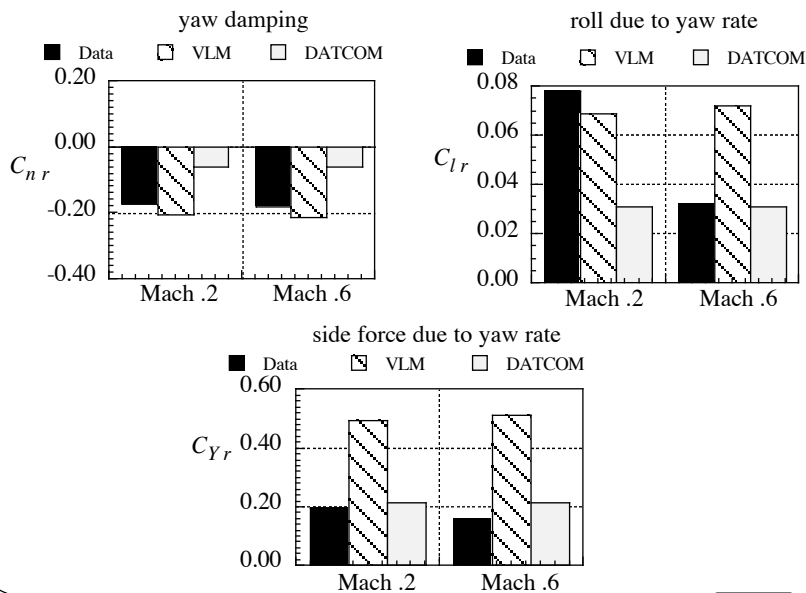 yaw damping
Data VLM DATCOM
0.20
0.00
-0.20
-0.40
C n r
Mach .2 Mach .6
roll due to yaw rate
Data VLM DATCOM
0.08
0.06
0.04
0.02
0.00
C l r
Mach .2 Mach .6
side force due to yaw rate
Data VLM DATCOM
0.60
0.40
0.20
0.00
C Y r
Mach .2 Mach .6